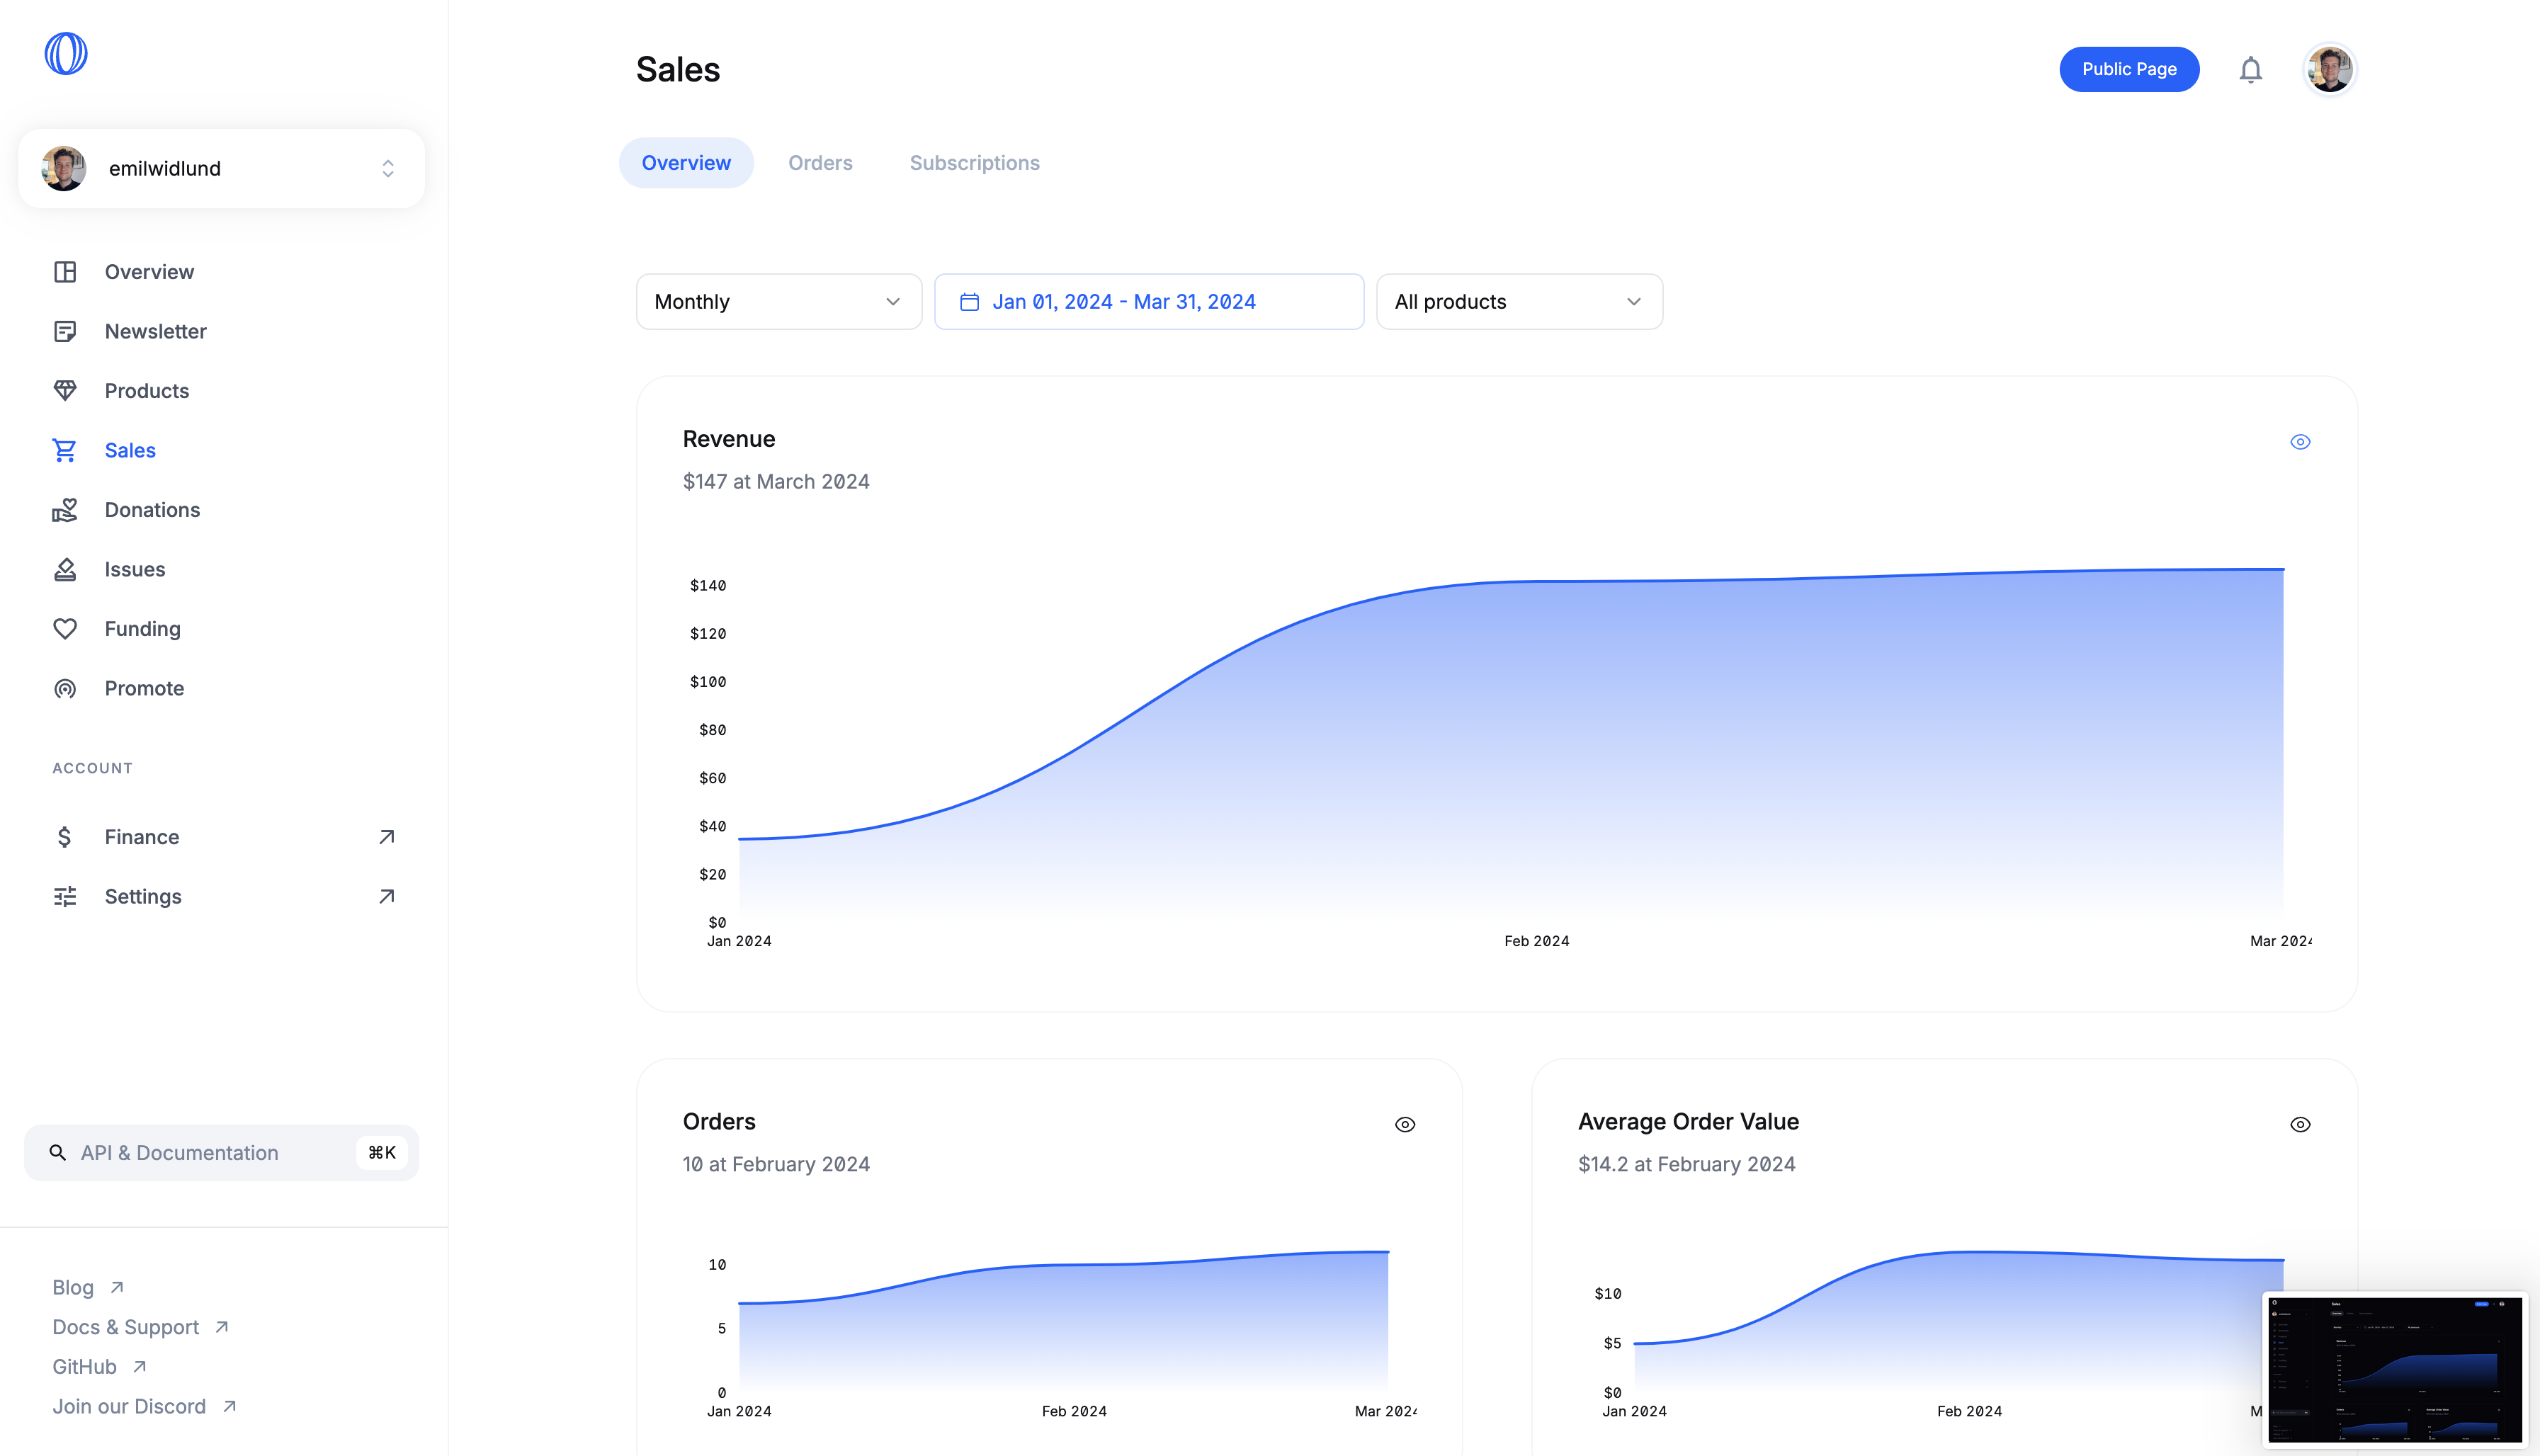 Sales
Public Page
emilwidlund
Overview
Orders
Subscriptions
Overview
Newsletter
Products
Sales
Donations
Issues
Funding
Promote
ACCOUNT
Finance
Settings
API & Documentation
⌘K
Blog
Docs & Support
GitHub
Join our Discord
Monthly
Jan 01, 2024 - Mar 31, 2024
All products
Revenue
$147 at March 2024
$140
$120
$100
$80
$60
$40
$20
$0
Jan 2024
Feb 2024
Mar 2024
Orders
10 at February 2024
10
5
0
Jan 2024
Feb 2024
Mar 2024
Average Order Value
$14.2 at February 2024
$10
$5
$0
Jan 2024
Feb 2024
M
Sales